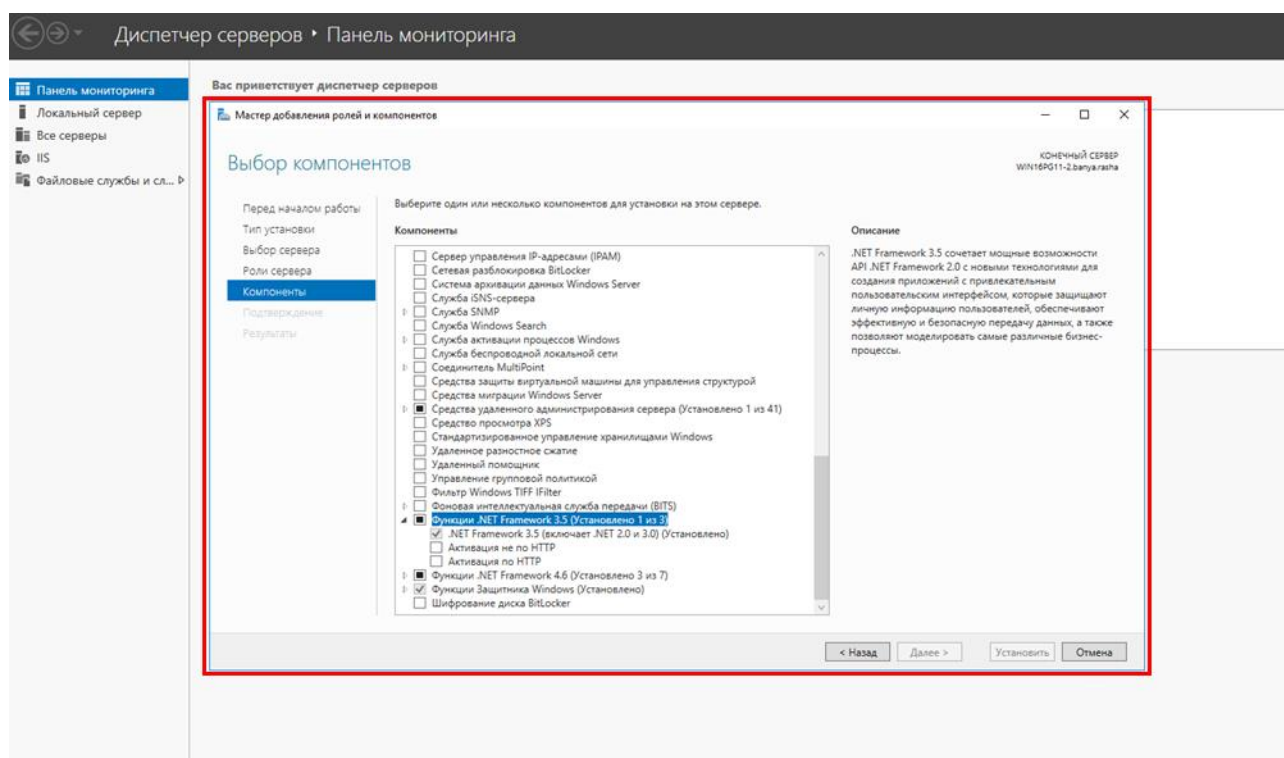 Диспетчер серверов • Панель мониторинга
Панель мониторинга
Локальный сервер
Все серверы
IIS
Файловые службы и сл...
Вас приветствует диспетчер серверов
Мастер добавления ролей и компонентов
Выбор компонентов
КОНЕЧНЫЙ СЕРВЕР
WIN16PG11-2.banya.rasha
Перед началом работы
Тип установки
Выбор сервера
Роли сервера
Компоненты
Подтверждение
Результаты
Выберите один или несколько компонентов для установки на этом сервере.
Компоненты
Сервер управления IP-адресами (IPAM)
Сетевая разблокировка BitLocker
Система архивации данных Windows Server
Служба iSNS-сервера
Служба SNMP
Служба Windows Search
Служба активации процессов Windows
Служба беспроводной локальной сети
Соединитель MultiPoint
Средства защиты виртуальной машины для управления структурой
Средства миграции Windows Server
Средства удаленного администрирования сервера (Установлено 1 из 41)
Средство просмотра XPS
Стандартизированное управление хранилищами Windows
Удаленное разностное сжатие
Удаленный помощник
Управление групповой политикой
Фильтр Windows TIFF IFilter
Фоновая интеллектуальная служба передачи (BITS)
Функции .NET Framework 3.5 (Установлено 1 из 3)
.NET Framework 3.5 (включает .NET 2.0 и 3.0) (Установлено)
Активация не по HTTP
Активация по HTTP
Функции .NET Framework 4.6 (Установлено 3 из 7)
Функции Защитника Windows (Установлено)
Шифрование диска BitLocker
Описание
.NET Framework 3.5 сочетает мощные возможности
API .NET Framework 2.0 с новыми технологиями для
создания приложений с привлекательным
пользовательским интерфейсом, которые защищают
личную информацию пользователей, обеспечивают
эффективную и безопасную передачу данных, а также
позволяют моделировать самые различные бизнес-
процессы.
< Назад
Далее >
Установить
Отмена